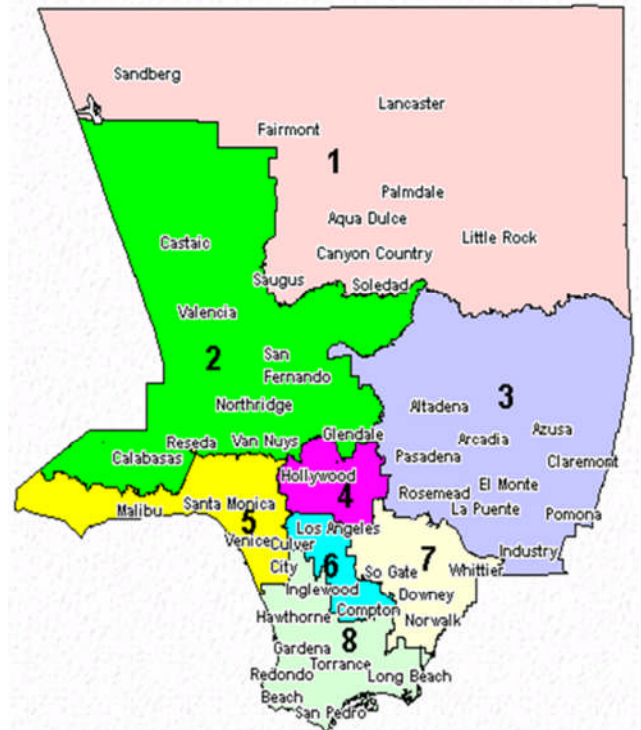 Sandberg
Lancaster
Fairmont
1
Palmdale
Aqua Dulce
Little Rock
Castaic
Canyon Country
Saugus
Soledad
Valencia
2
San
Fernando
3
Northridge
Altadena
Azusa
Reseda
Van Nuys
Glendale
Arcadia
Calabasas
Pasadena
Claremont
Hollywood
El Monte
4
Rosemead
La Puente
Pomona
Malibu
Santa Monica
5
Los Angeles
Venice
Culver
City
6
7
Industry
So Gate
Whittier
Inglewood
Downey
Compton
Hawthorne
Norwalk
8
Gardena
Torrance
Redondo
Beach
Long Beach
San Pedro